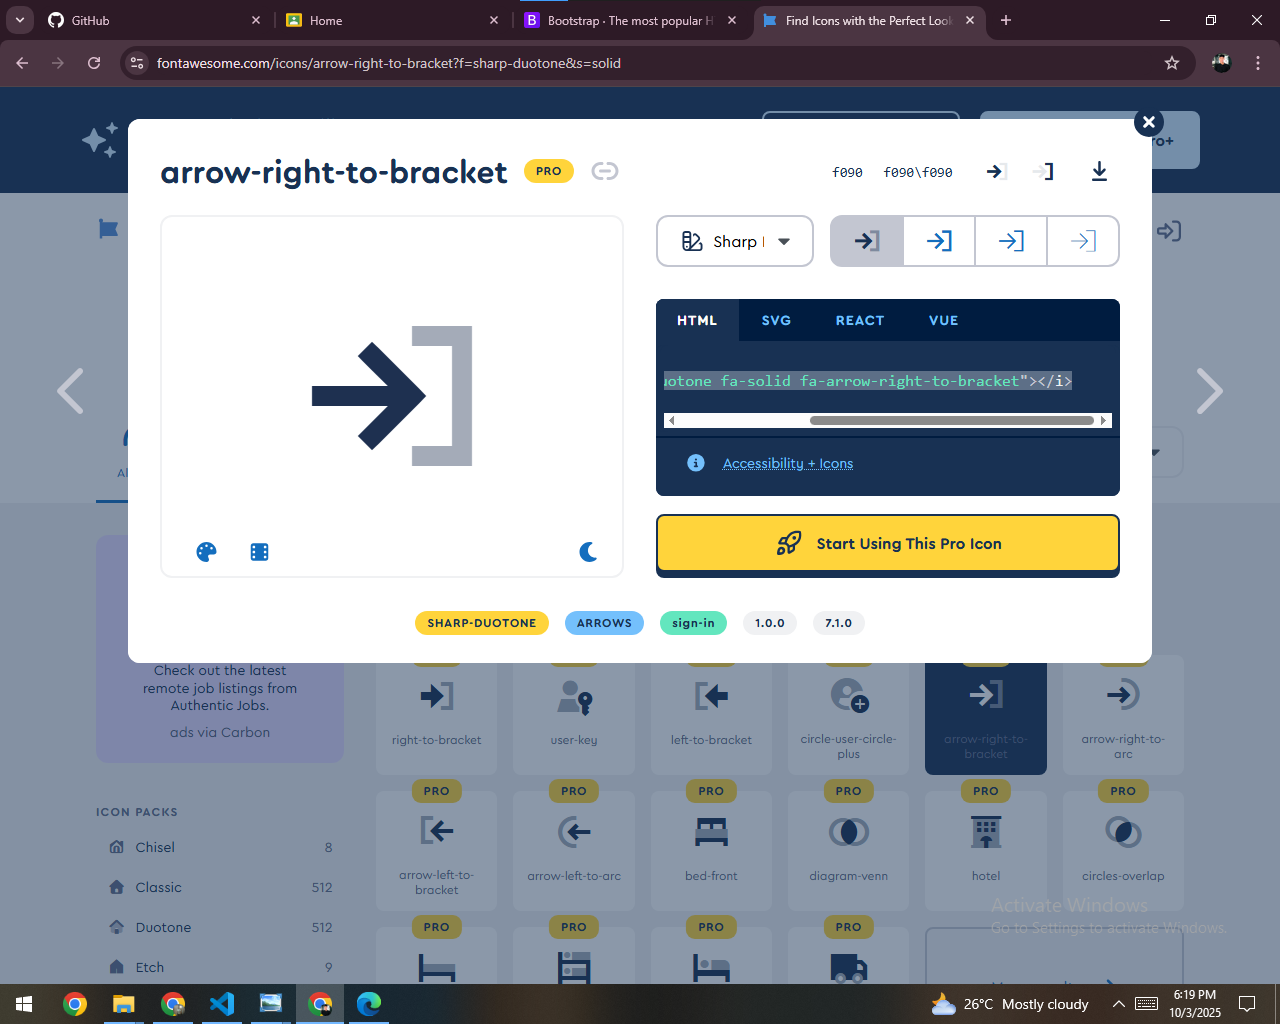 GitHub
Home
Bootstrap · The most popular H
Find Icons with the Perfect Look
fontawesome.com/icons/arrow-right-to-bracket?f=sharp-duotone&s=solid
arrow-right-to-bracket
PRO
f090
f090\f090
Sharp
HTML
SVG
REACT
VUE
uotone fa-solid fa-arrow-right-to-bracket"></i>
Accessibility + Icons
Start Using This Pro Icon
SHARP-DUOTONE
ARROWS
sign-in
1.0.0
7.1.0
Check out the latest
remote job listings from
Authentic Jobs.
ads via Carbon
right-to-bracket
user-key
left-to-bracket
circle-user-circle-
plus
arrow-right-to-
bracket
arrow-right-to-
arc
PRO
PRO
PRO
PRO
PRO
PRO
arrow-left-to-
bracket
arrow-left-to-arc
bed-front
diagram-venn
hotel
circles-overlap
PRO
PRO
PRO
PRO
ICON PACKS
Chisel 8
Classic 512
Duotone 512
Etch 9
Activate Windows
Go to Settings to activate Windows.
26°C Mostly cloudy
6:19 PM
10/3/2025